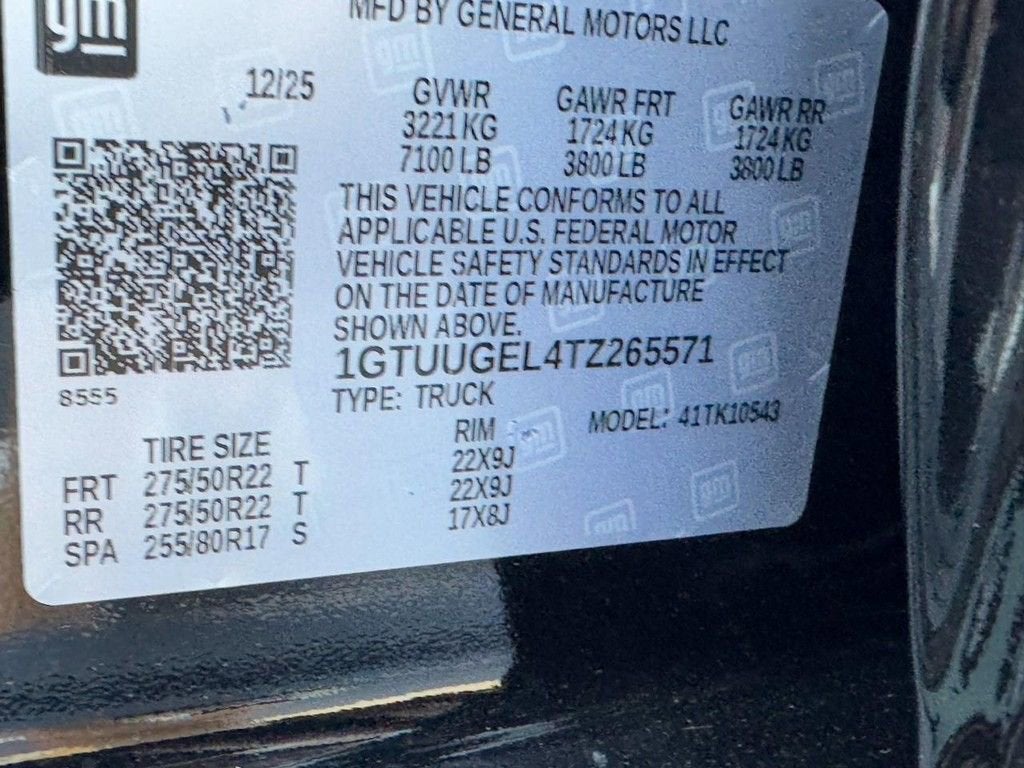 gm
MFD BY GENERAL MOTORS LLC
12/25
GVWR GAWR FRT GAWR RR
3221 KG 1724 KG 1724 KG
7100 LB 3800 LB 3800 LB
THIS VEHICLE CONFORMS TO ALL
APPLICABLE U.S. FEDERAL MOTOR
VEHICLE SAFETY STANDARDS IN EFFECT
ON THE DATE OF MANUFACTURE
SHOWN ABOVE.
1GTUUGEL4TZ265571
8555
TYPE: TRUCK
MODEL: 41TK10543
TIRE SIZE RIM
FRT 275/50R22 T 22X9J
RR 275/50R22 T 22X9J
SPA 255/80R17 S 17X8J